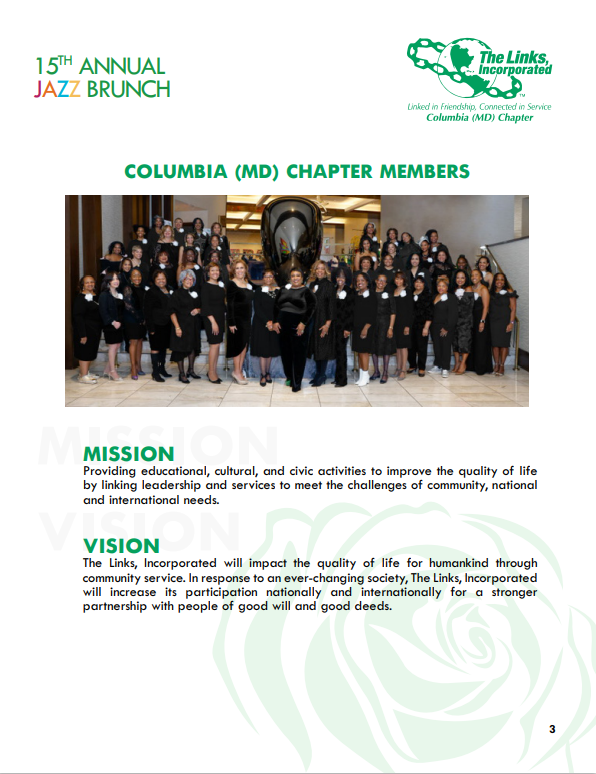 15TH ANNUAL
JAZZ BRUNCH
The Links,
Incorporated
TM
Linked in Friendship, Connected in Service
Columbia (MD) Chapter
COLUMBIA (MD) CHAPTER MEMBERS
MISSION
MISSION
Providing educational, cultural, and civic activities to improve the quality of life
by linking leadership and services to meet the challenges of community, national
and international needs.
VISION
VISION
The Links, Incorporated will impact the quality of life for humankind through
community service. In response to an ever-changing society, The Links, Incorporated
will increase its participation nationally and internationally for a stronger
partnership with people of good will and good deeds.
3